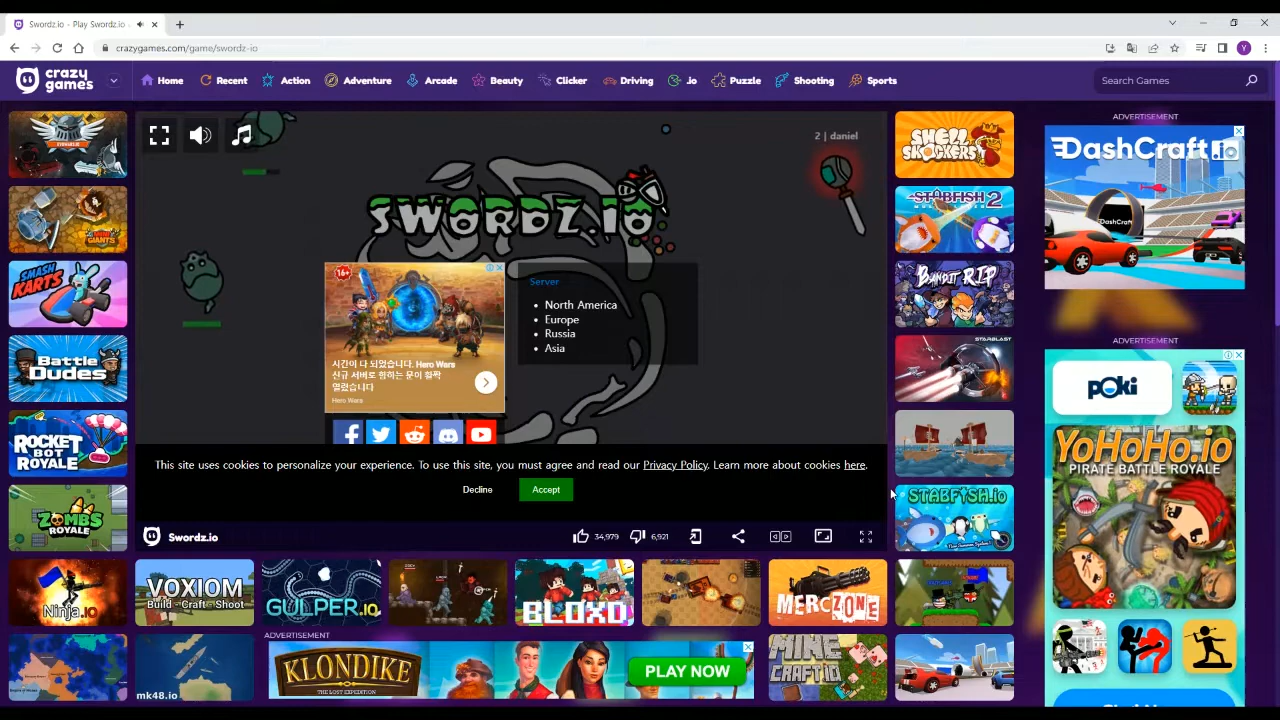 Swordz.io - Play Swordz.io
crazygames.com/game/swordz-io
Y
crazy
games
Home
Recent
Action
Adventure
Arcade
Beauty
Clicker
Driving
.io
Puzzle
Shooting
Sports
Search Games
ADVERTISEMENT
2 | daniel
SHELL
SHOCKERS
DashCraft.io
DashCraft
SWORDZ.IO
STABFISH 2
MINI
GIANTS
SMASH
KARTS
16+
Server
North America
Europe
Russia
Asia
BANDIT RIP
시간이 다 되었습니다. Hero Wars
신규 서버로 향하는 문이 활짝
열렸습니다
Hero Wars
Battle
Dudes
STARBLAST
ADVERTISEMENT
POKI
YoHoHo.io
PIRATE BATTLE ROYALE
ROCKET
BOT
ROYALE
This site uses cookies to personalize your experience. To use this site, you must agree and read our Privacy Policy. Learn more about cookies here.
Decline
Accept
ZOMBS
ROYALE
STABFISH.io
Swordz.io
34,979
6,921
Ninja.io
VOXIOM
Build - Craft - Shoot
GULPER.io
BLOXD
MERCZONE
ADVERTISEMENT
mk48.io
KLONDIKE
THE LOST EXPEDITION
PLAY NOW
MINE
CRAFTIO